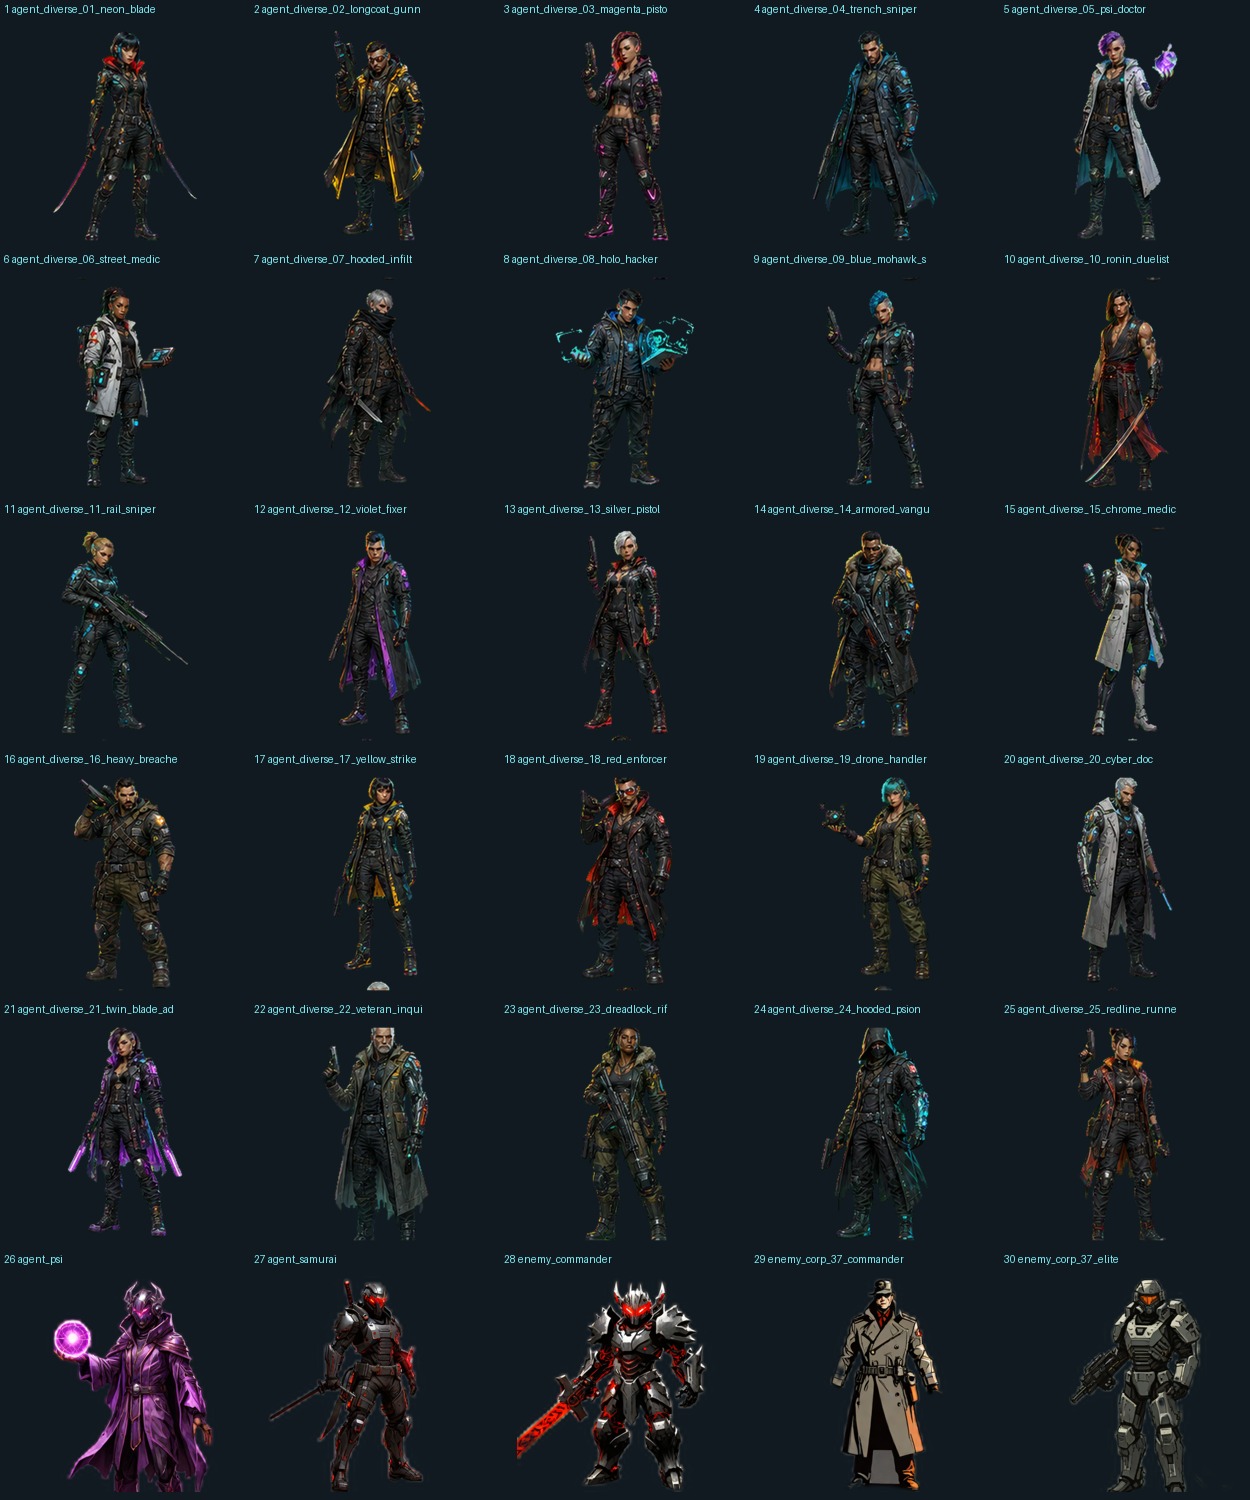 1 agent_diverse_01_neon_blade
2 agent_diverse_02_longcoat_gunn
3 agent_diverse_03_magenta_pisto
4 agent_diverse_04_trench_sniper
5 agent_diverse_05_psi_doctor
6 agent_diverse_06_street_medic
7 agent_diverse_07_hooded_infilt
8 agent_diverse_08_holo_hacker
9 agent_diverse_09_blue_mohawk_s
10 agent_diverse_10_ronin_duelist
11 agent_diverse_11_rail_sniper
12 agent_diverse_12_violet_fixer
13 agent_diverse_13_silver_pistol
14 agent_diverse_14_armored_vangu
15 agent_diverse_15_chrome_medic
16 agent_diverse_16_heavy_breache
17 agent_diverse_17_yellow_strike
18 agent_diverse_18_red_enforcer
19 agent_diverse_19_drone_handler
20 agent_diverse_20_cyber_doc
21 agent_diverse_21_twin_blade_ad
22 agent_diverse_22_veteran_inqui
23 agent_diverse_23_dreadlock_rif
24 agent_diverse_24_hooded_psion
25 agent_diverse_25_redline_runne
26 agent_psi
27 agent_samurai
28 enemy_commander
29 enemy_corp_37_commander
30 enemy_corp_37_elite